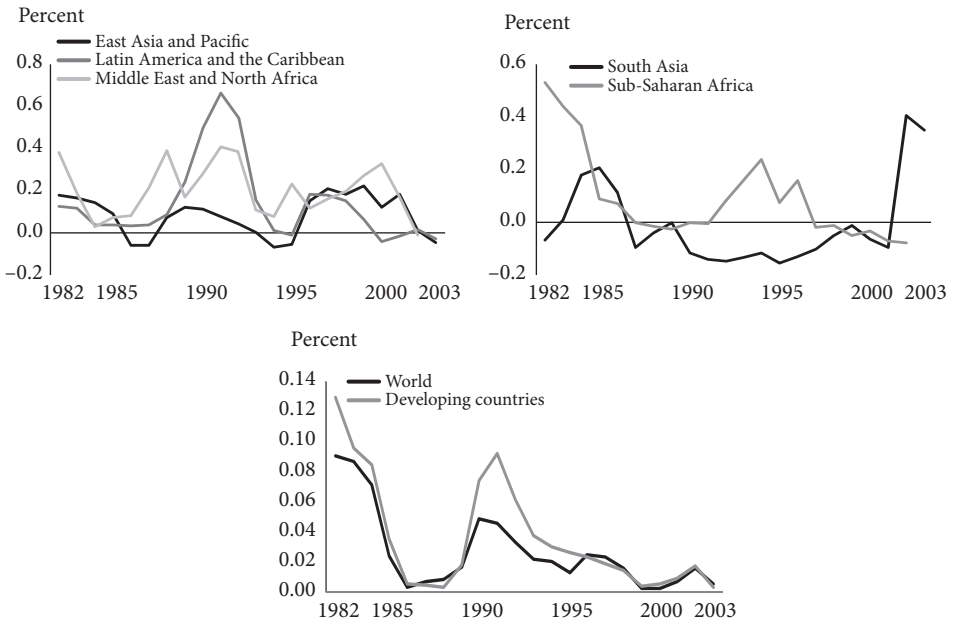 Percent
East Asia and Pacific
Latin America and the Caribbean
Middle East and North Africa
0.8
0.6
0.4
0.2
0.0
–0.2
1982 1985 1990 1995 2000 2003
Percent
South Asia
Sub-Saharan Africa
0.6
0.4
0.2
0.0
–0.2
1982 1985 1990 1995 2000 2003
Percent
World
Developing countries
0.14
0.12
0.10
0.08
0.06
0.04
0.02
0.00
1982 1985 1990 1995 2000 2003